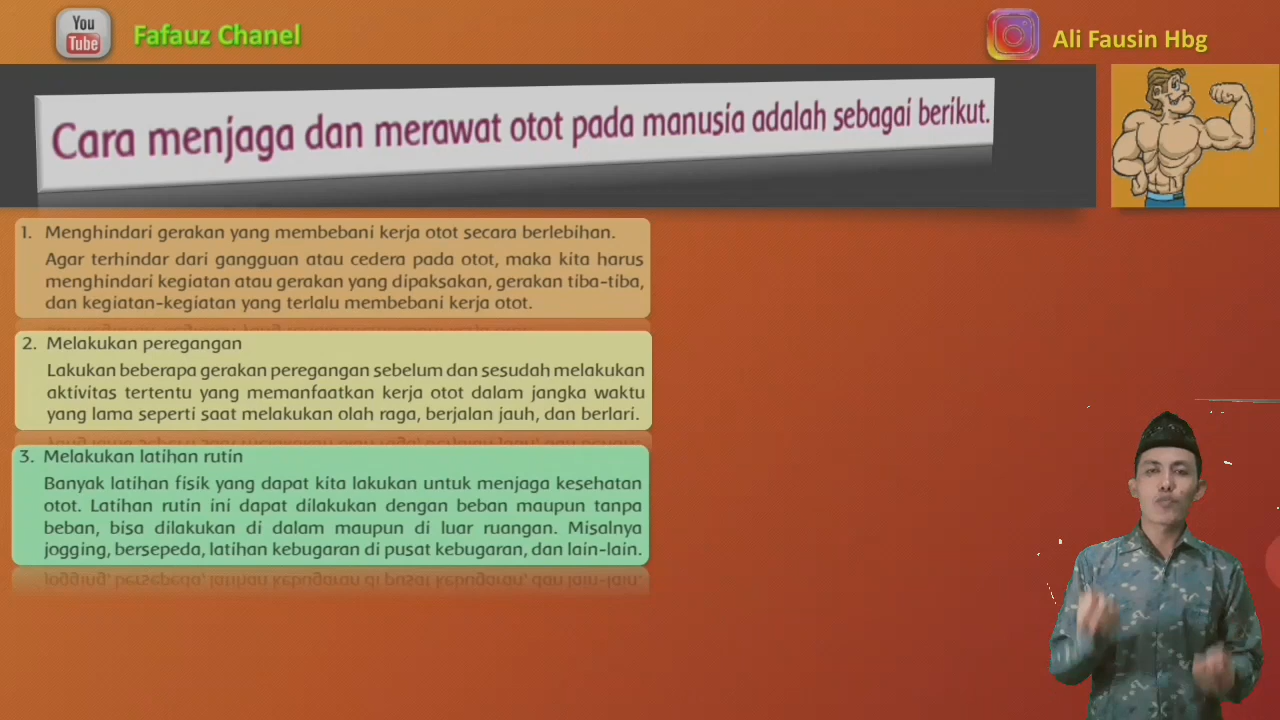 You
Tube
Fafauz Chanel
Ali Fausin Hbg
Cara menjaga dan merawat otot pada manusia adalah sebagai berikut.
1. Menghindari gerakan yang membebani kerja otot secara berlebihan.
Agar terhindar dari gangguan atau cedera pada otot, maka kita harus
menghindari kegiatan atau gerakan yang dipaksakan, gerakan tiba-tiba,
dan kegiatan-kegiatan yang terlalu membebani kerja otot.
2. Melakukan peregangan
Lakukan beberapa gerakan peregangan sebelum dan sesudah melakukan
aktivitas tertentu yang memanfaatkan kerja otot dalam jangka waktu
yang lama seperti saat melakukan olah raga, berjalan jauh, dan berlari.
3. Melakukan latihan rutin
Banyak latihan fisik yang dapat kita lakukan untuk menjaga kesehatan
otot. Latihan rutin ini dapat dilakukan dengan beban maupun tanpa
beban, bisa dilakukan di dalam maupun di luar ruangan. Misalnya
jogging, bersepeda, latihan kebugaran di pusat kebugaran, dan lain-lain.